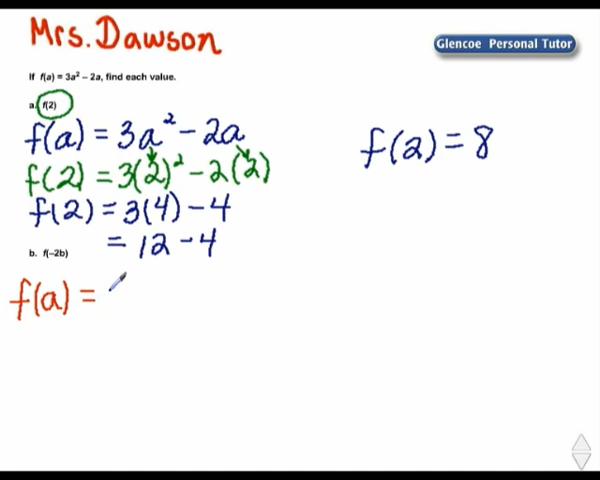 Mrs. Dawson
Glencoe Personal Tutor
If f(a) = 3a² – 2a, find each value.
a. f(2)
f(a) = 3a² - 2a
f(2) = 3(2)² - 2(2)
f(2) = 3(4) - 4
= 12 - 4
f(2) = 8
b. f(–2b)
f(a) =